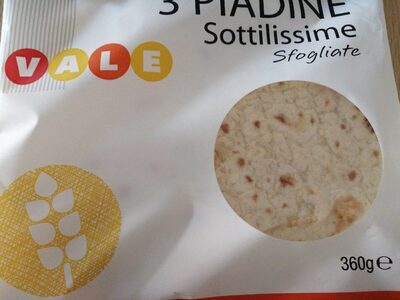 3 PIADINE
Sottilissime
Sfogliate
VALE
360g e